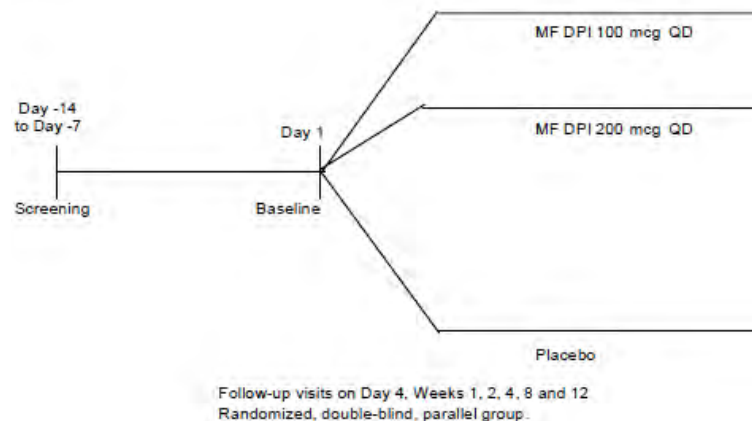 MF DPI 100 mcg QD
Day -14
to Day -7
Day 1
MF DPI 200 mcg QD
Screening
Baseline
Placebo
Follow-up visits on Day 4, Weeks 1, 2, 4, 8 and 12
Randomized, double-blind, parallel group.